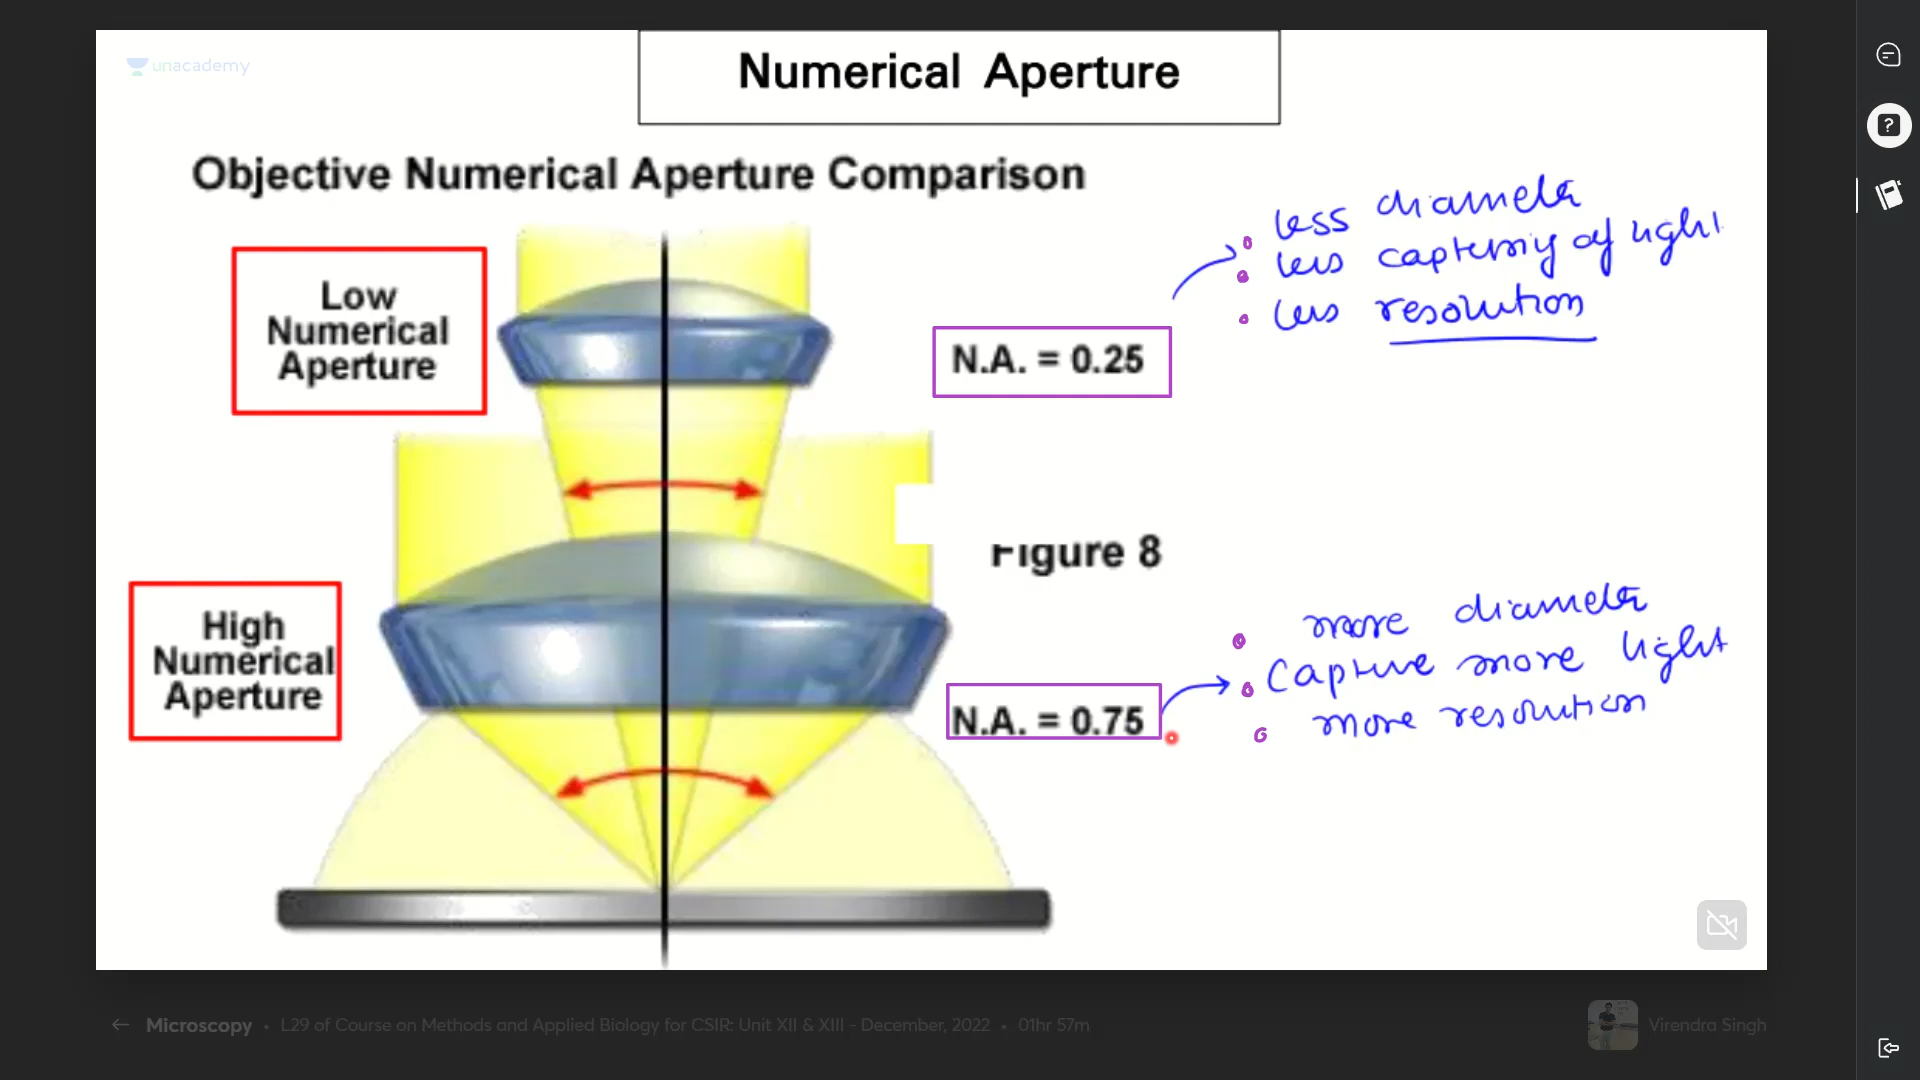 unacademy
Numerical Aperture
Objective Numerical Aperture Comparison
Low
Numerical
Aperture
N.A. = 0.25
less diameter
less capturing of light
less resolution
Figure 8
High
Numerical
Aperture
N.A. = 0.75
more diameter
Capture more light
more resolution
Microscopy • L29 of Course on Methods and Applied Biology for CSIR: Unit XII & XIII - December, 2022 • 01hr 57m
Virendra Singh